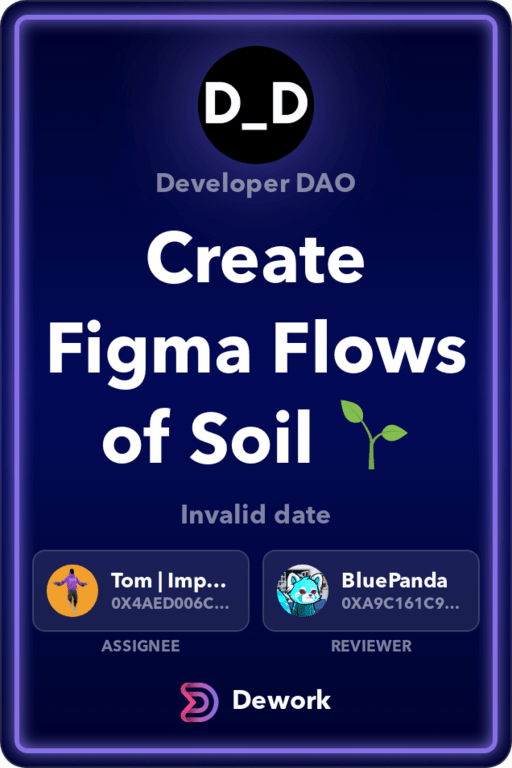 D_D
Developer DAO
Create
Figma Flows
of Soil 🌱
Invalid date
Tom | Imp...
0X4AED006C...
BluePanda
0XA9C161C9...
ASSIGNEE
REVIEWER
Dework